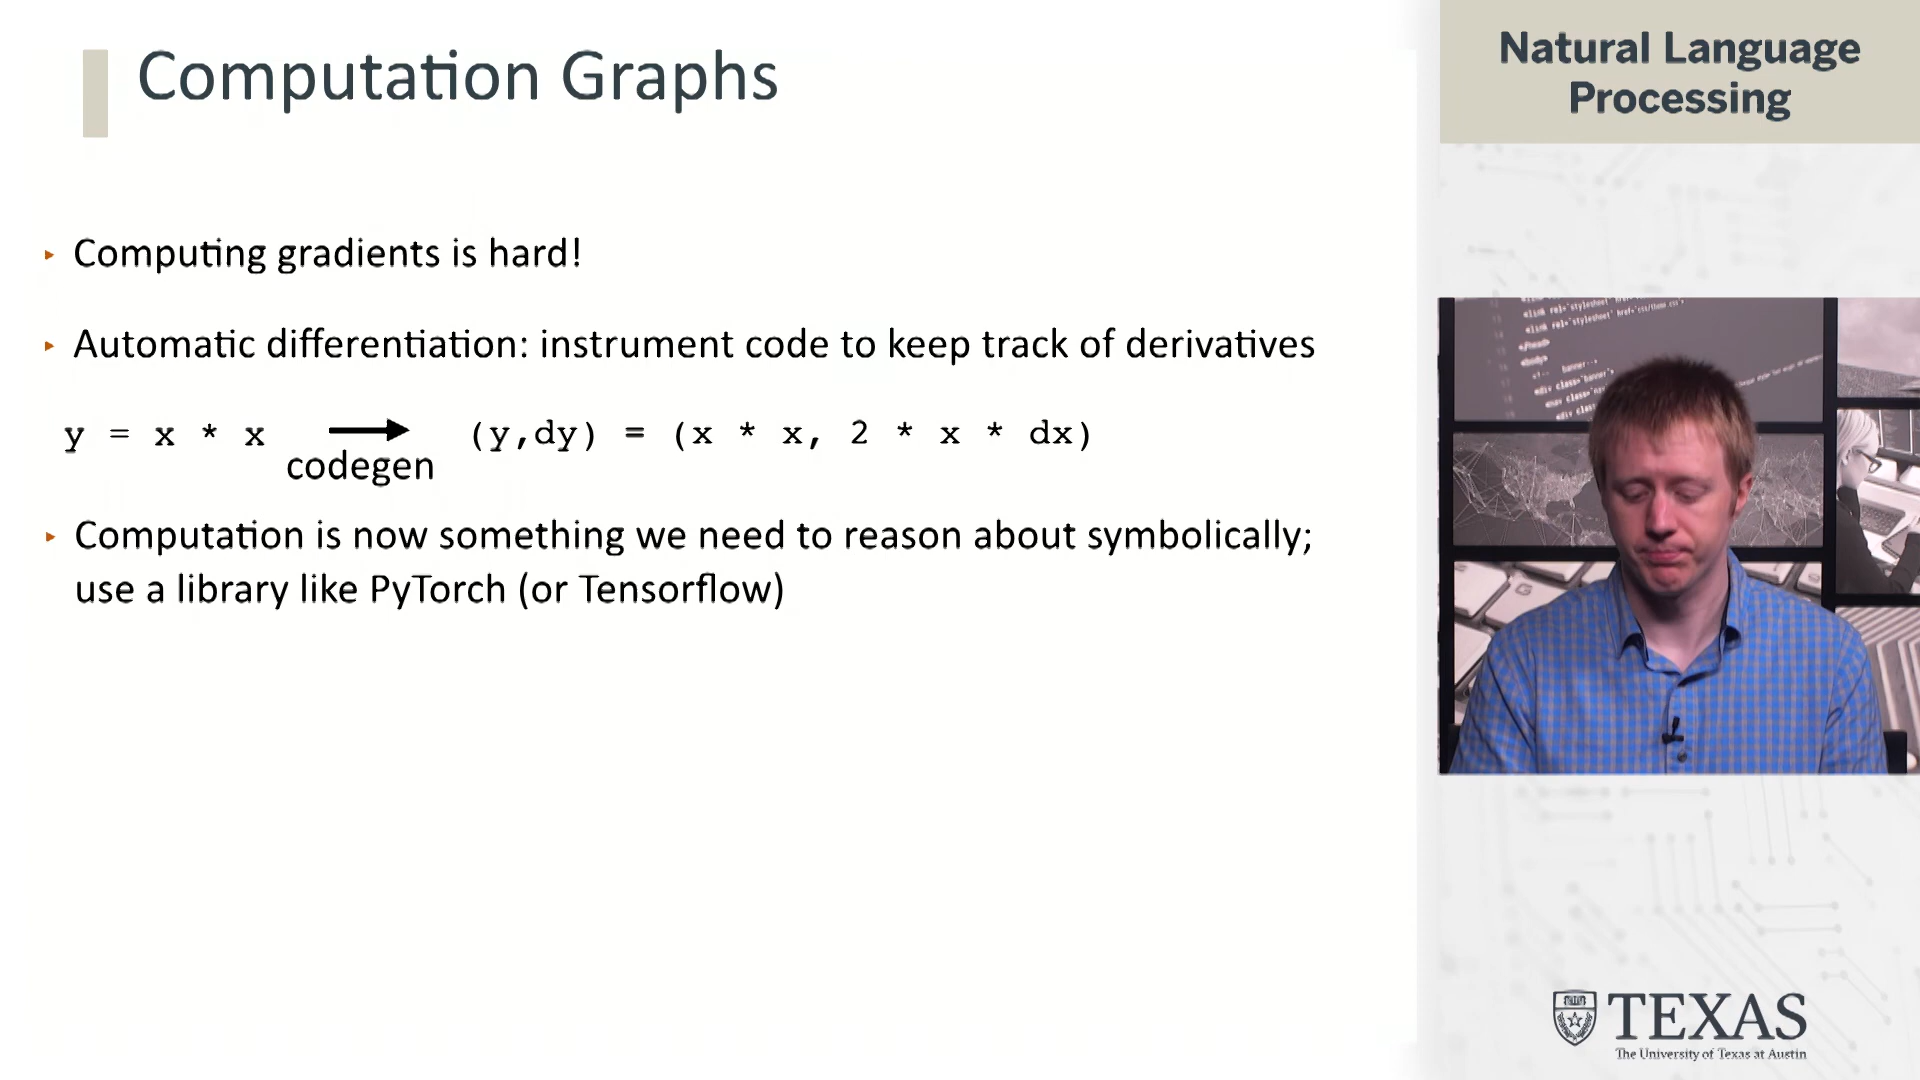 Computation Graphs
Natural Language
Processing
‣ Computing gradients is hard!
‣ Automatic differentiation: instrument code to keep track of derivatives
y = x * x
codegen
(y,dy) = (x * x, 2 * x * dx)
‣ Computation is now something we need to reason about symbolically;
use a library like PyTorch (or Tensorflow)
TEXAS
The University of Texas at Austin